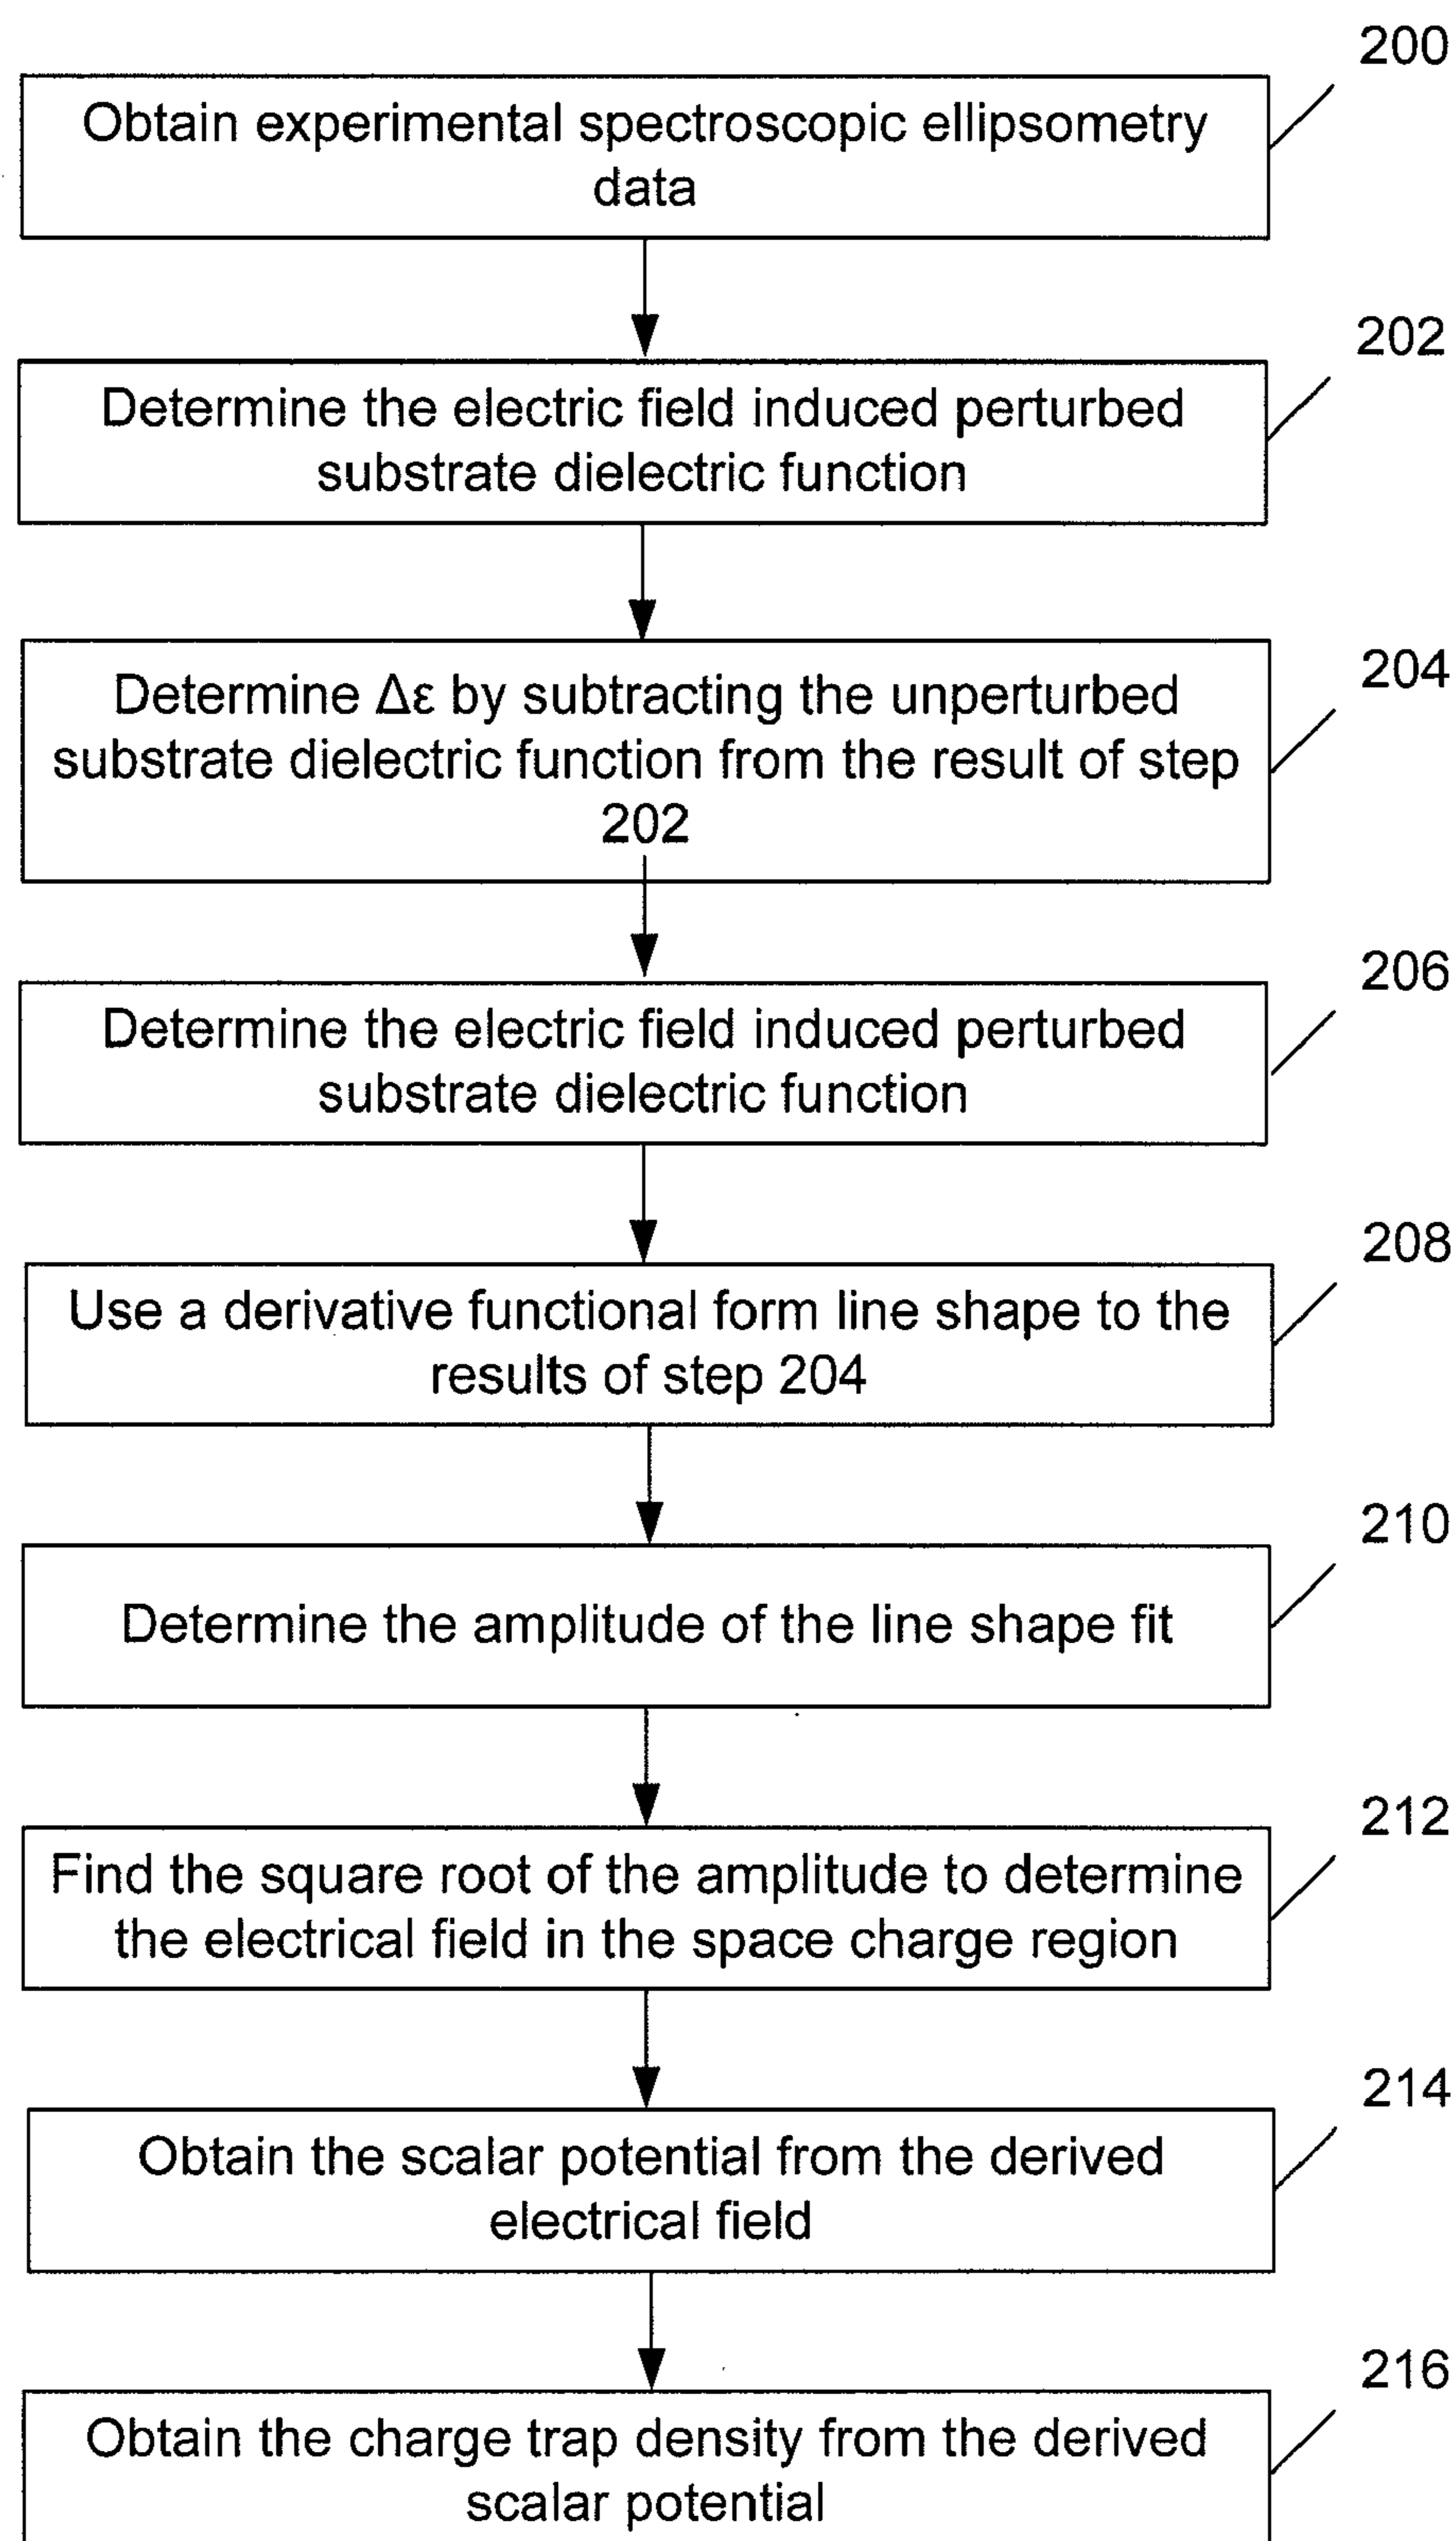 200
Obtain experimental spectroscopic ellipsometry
data
202
Determine the electric field induced perturbed
substrate dielectric function
204
Determine Δε by subtracting the unperturbed
substrate dielectric function from the result of step
202
206
Determine the electric field induced perturbed
substrate dielectric function
208
Use a derivative functional form line shape to the
results of step 204
210
Determine the amplitude of the line shape fit
212
Find the square root of the amplitude to determine
the electrical field in the space charge region
214
Obtain the scalar potential from the derived
electrical field
216
Obtain the charge trap density from the derived
scalar potential